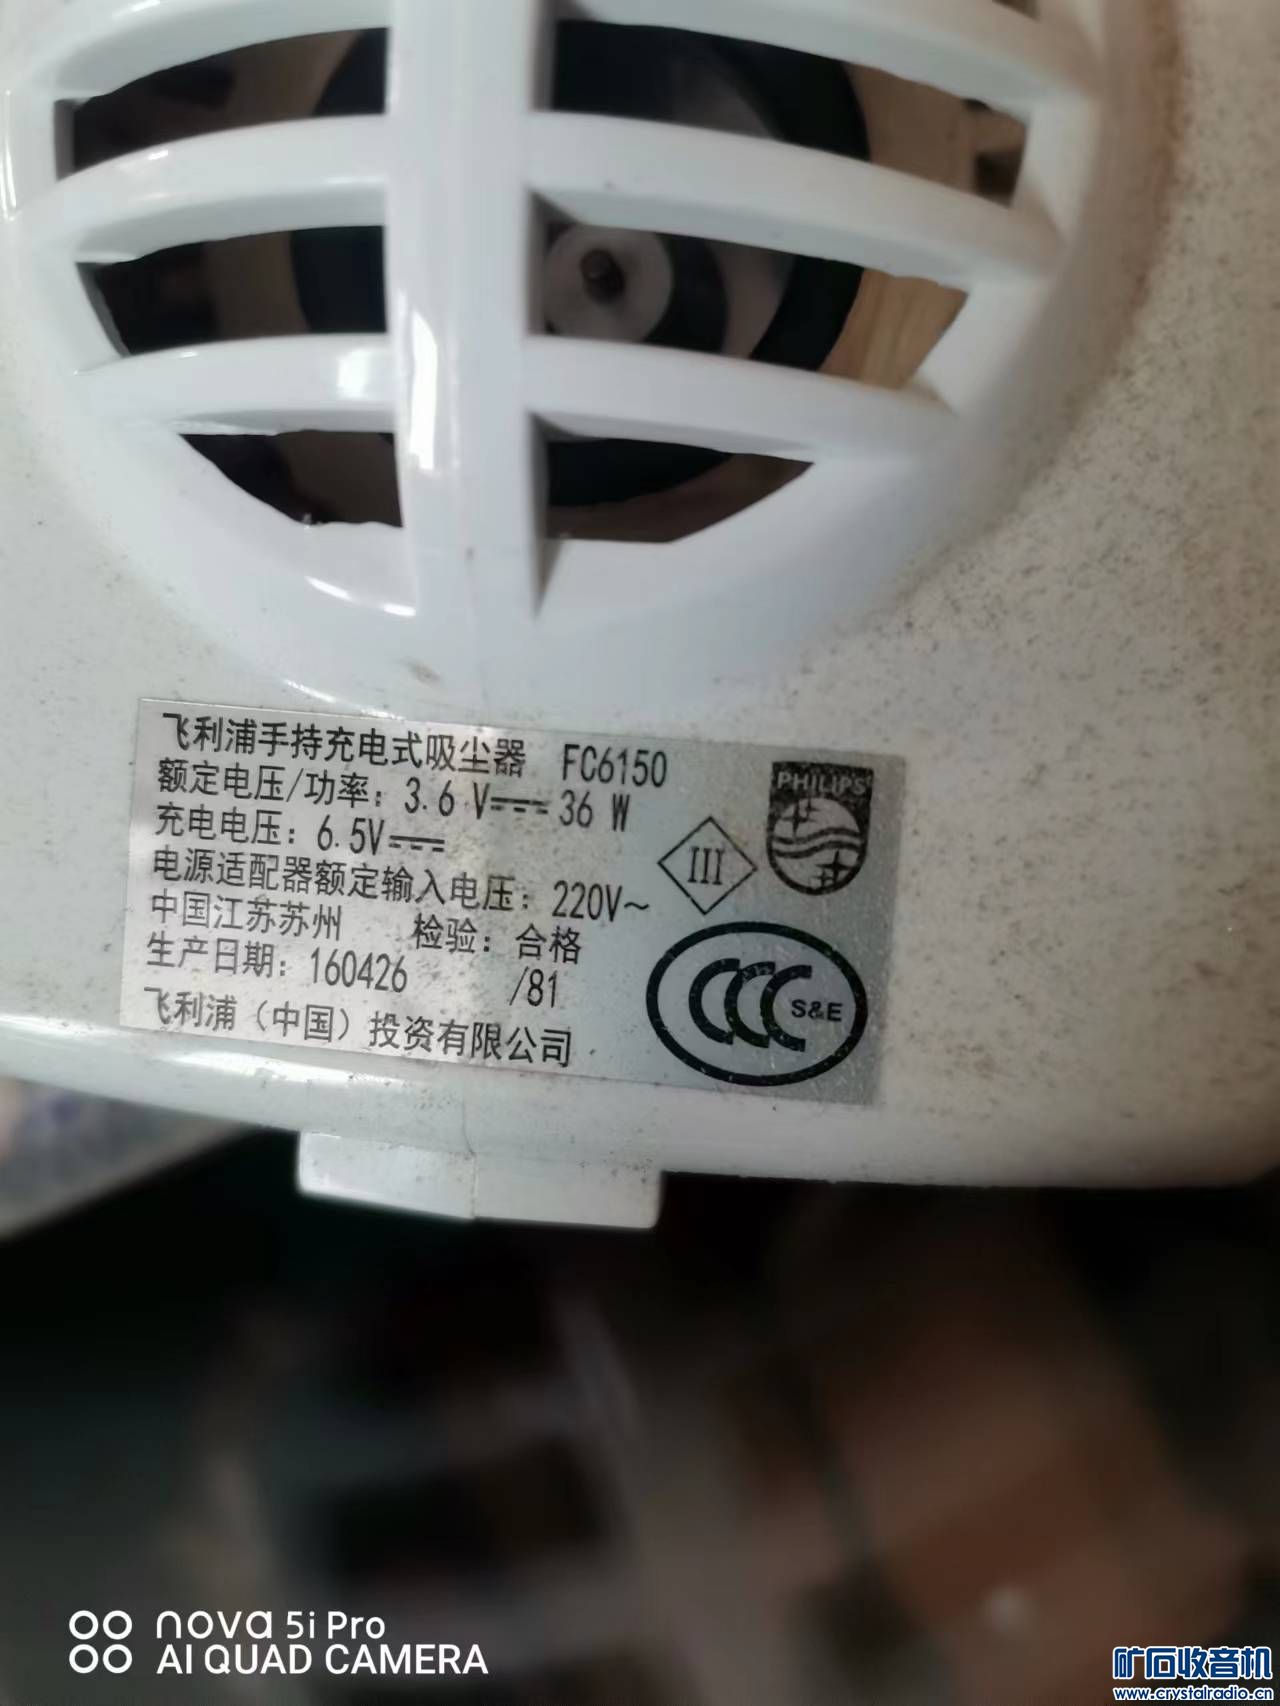 飞利浦手持充电式吸尘器 FC6150
额定电压/功率: 3.6 V⎓ 36 W
充电电压: 6.5V⎓
电源适配器额定输入电压: 220V~
中国江苏苏州 检验: 合格
生产日期: 160426 /81
飞利浦（中国）投资有限公司
III
PHILIPS
CCC S&E
nova 5i Pro
AI QUAD CAMERA
矿石收音机
www.crystalradio.cn